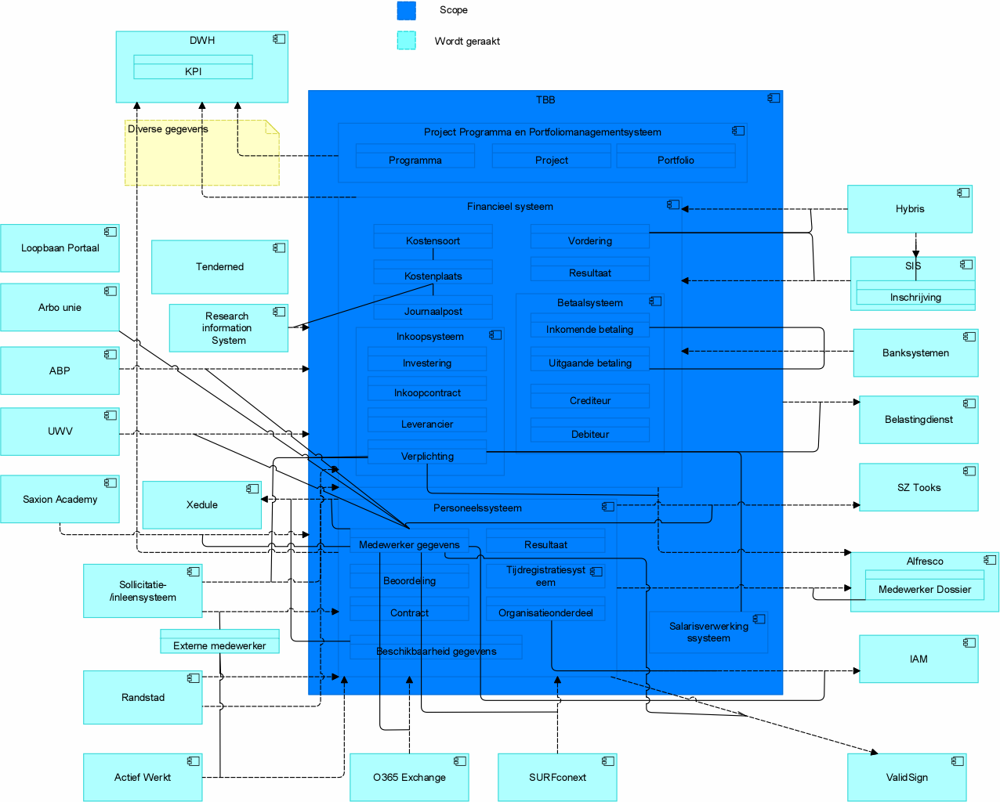 Scope
Wordt geraakt
DWH
KPI
Diverse gegevens
TBB
Project Programma en Portfoliomanagementsysteem
Programma
Project
Portfolio
Financieel systeem
Kostensoort
Vordering
Kostenplaats
Resultaat
Journaalpost
Betaalsysteem
Inkomende betaling
Uitgaande betaling
Crediteur
Debiteur
Inkoopsysteem
Investering
Inkoopcontract
Leverancier
Verplichting
Personeelssysteem
Medewerker gegevens
Resultaat
Beoordeling
Tijdregistratiesyst
eem
Contract
Organisatieonderdeel
Beschikbaarheid gegevens
Salarisverwerking
ssysteem
Loopbaan Portaal
Tenderned
Arbo unie
Research
information
System
ABP
UWV
Saxion Academy
Xedule
Sollicitatie-
/inleensysteem
Externe medewerker
Randstad
Actief Werkt
O365 Exchange
SURFconext
ValidSign
Hybris
SIS
Inschrijving
Banksystemen
Belastingdienst
SZ Tooks
Alfresco
Medewerker Dossier
IAM